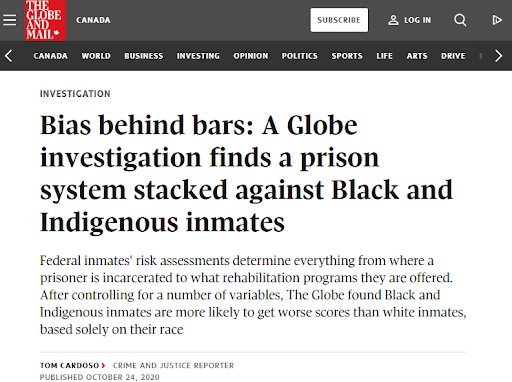 THE
GLOBE
AND
MAIL
CANADA
SUBSCRIBE
LOG IN
CANADA WORLD BUSINESS INVESTING OPINION POLITICS SPORTS LIFE ARTS DRIVE
INVESTIGATION
Bias behind bars: A Globe
investigation finds a prison
system stacked against Black and
Indigenous inmates
Federal inmates' risk assessments determine everything from where a
prisoner is incarcerated to what rehabilitation programs they are offered.
After controlling for a number of variables, The Globe found Black and
Indigenous inmates are more likely to get worse scores than white inmates,
based solely on their race
TOM CARDOSO CRIME AND JUSTICE REPORTER
PUBLISHED OCTOBER 24, 2020